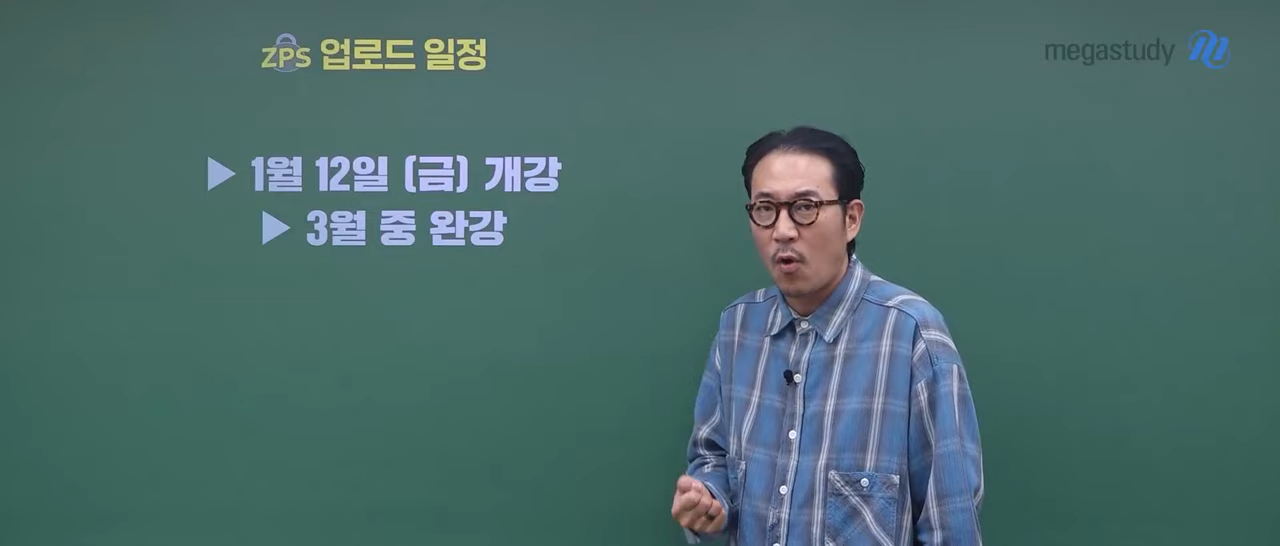 ZPS 업로드 일정
megastudy
▶ 1월 12일 (금) 개강
▶ 3월 중 완강